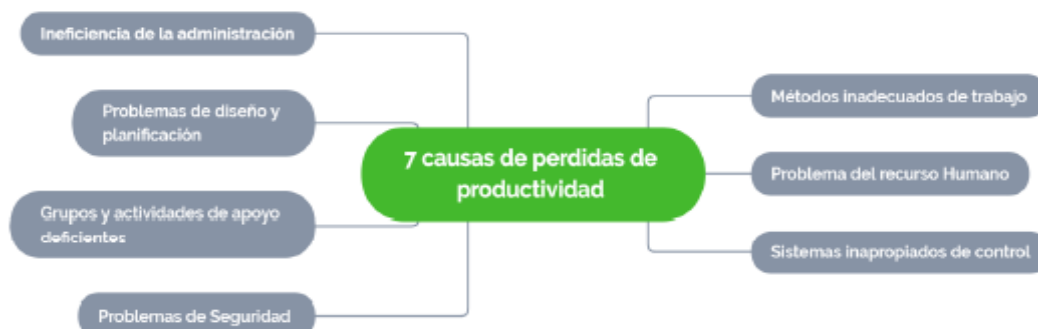 Ineficiencia de la administración
Problemas de diseño y
planificación
Grupos y actividades de apoyo
deficientes
Problemas de Seguridad
7 causas de perdidas de
productividad
Métodos inadecuados de trabajo
Problema del recurso Humano
Sistemas inapropiados de control